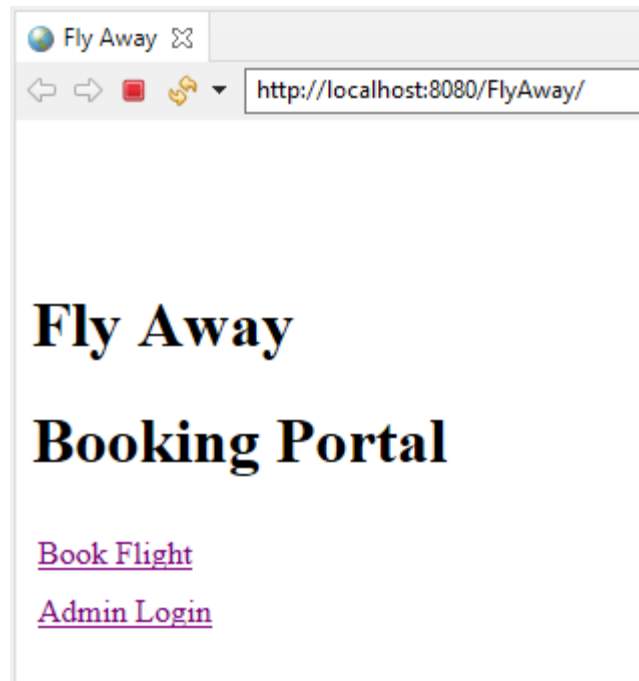 Fly Away
http://localhost:8080/FlyAway/
Fly Away
Booking Portal
Book Flight
Admin Login